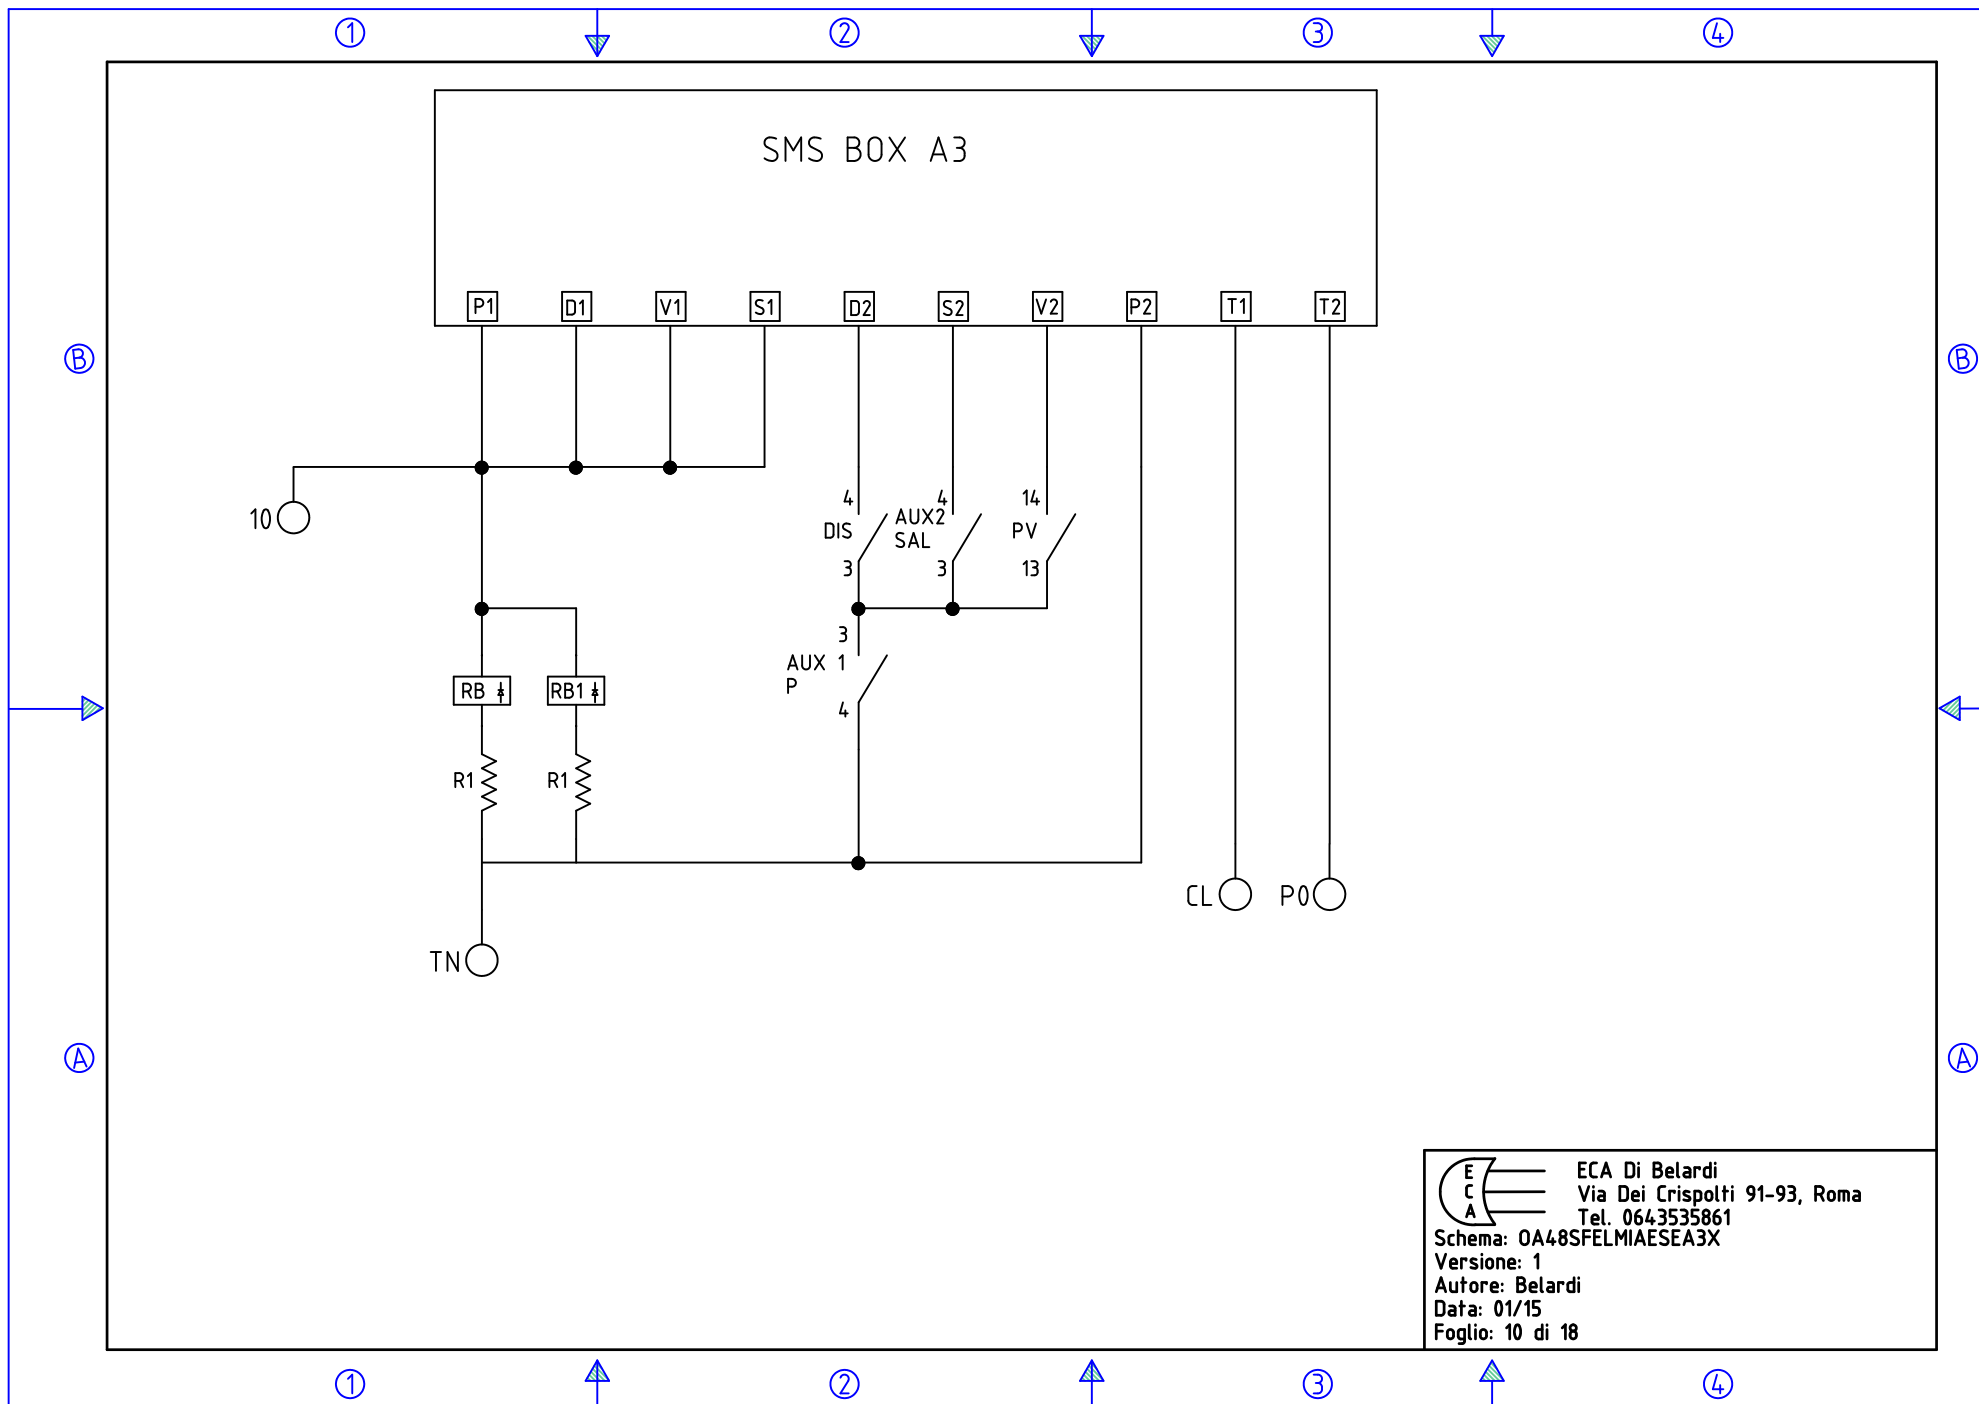 1 2 3 4
SMS BOX A3
P1 D1 V1 S1 D2 S2 V2 P2 T1 T2
B B
10
4 4 14
DIS AUX2 PV
SAL
3 3 13
3
AUX 1
P
4
RB RB1
R1 R1
CL P0
TN
A A
E
C
A
ECA Di Belardi
Via Dei Crispolti 91-93, Roma
Tel. 0643535861
Schema: OA48SFELMIAESEA3X
Versione: 1
Autore: Belardi
Data: 01/15
Foglio: 10 di 18
1 2 3 4